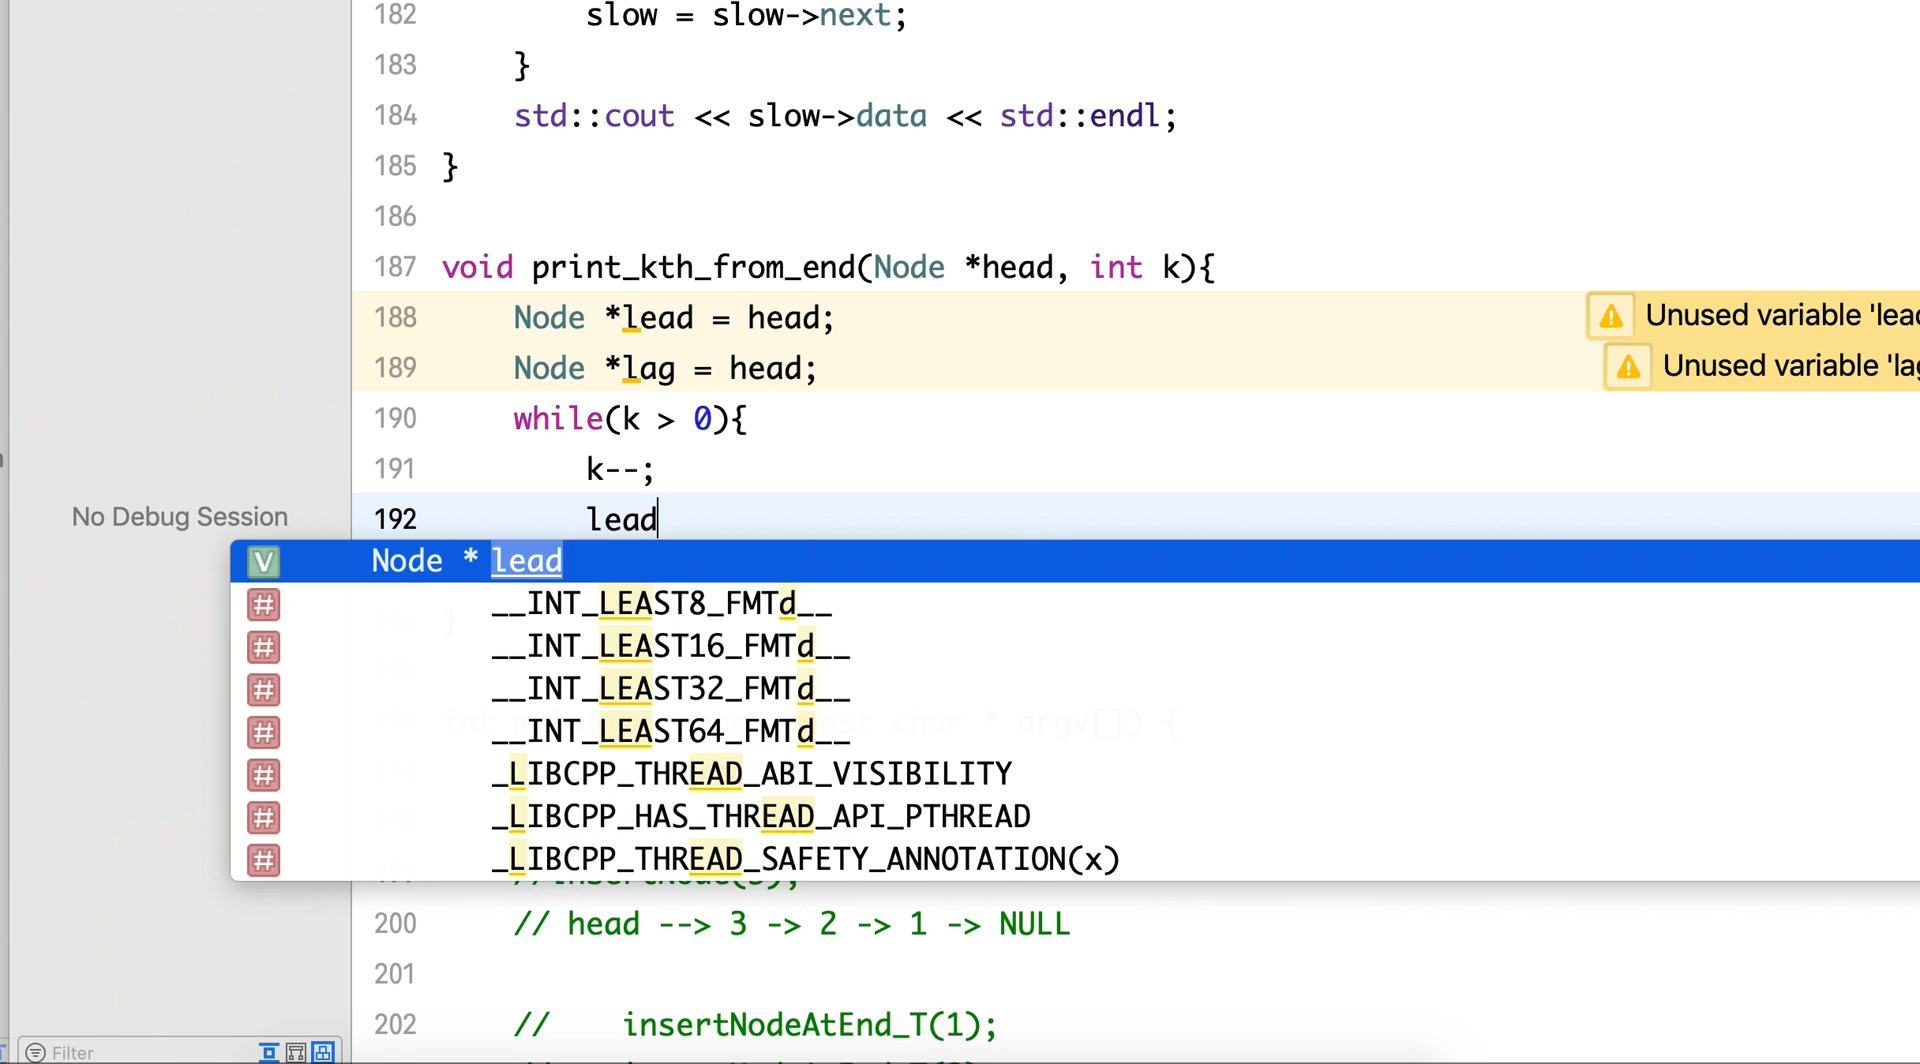 182 slow = slow->next;
183 }
184 std::cout << slow->data << std::endl;
185 }
186
187 void print_kth_from_end(Node *head, int k){
188 Node *lead = head;
Unused variable 'lead
189 Node *lag = head;
Unused variable 'lag
190 while(k > 0){
191 k--;
No Debug Session
192 lead
V Node * lead
# __INT_LEAST8_FMTd__
# __INT_LEAST16_FMTd__
# __INT_LEAST32_FMTd__
# __INT_LEAST64_FMTd__
# _LIBCPP_THREAD_ABI_VISIBILITY
# _LIBCPP_HAS_THREAD_API_PTHREAD
# _LIBCPP_THREAD_SAFETY_ANNOTATION(x)
200 // head --> 3 -> 2 -> 1 -> NULL
201
202 // insertNodeAtEnd_T(1);
Filter